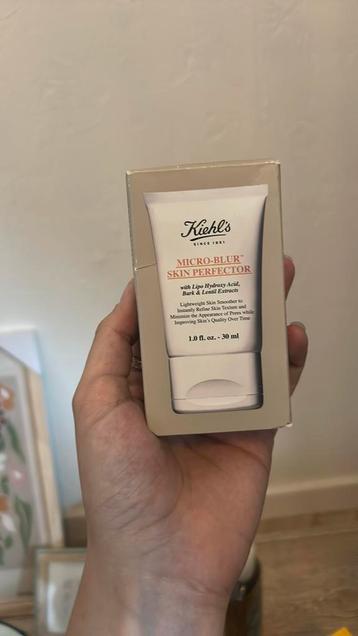 Kiehl's
SINCE 1851
MICRO-BLUR™
SKIN PERFECTOR
with Lipo Hydroxy Acid,
Bark & Lentil Extracts
Lightweight Skin Smoother to
Instantly Refine Skin Texture and
Minimize the Appearance of Pores while
Improving Skin's Quality Over Time
1.0 fl. oz. - 30 ml